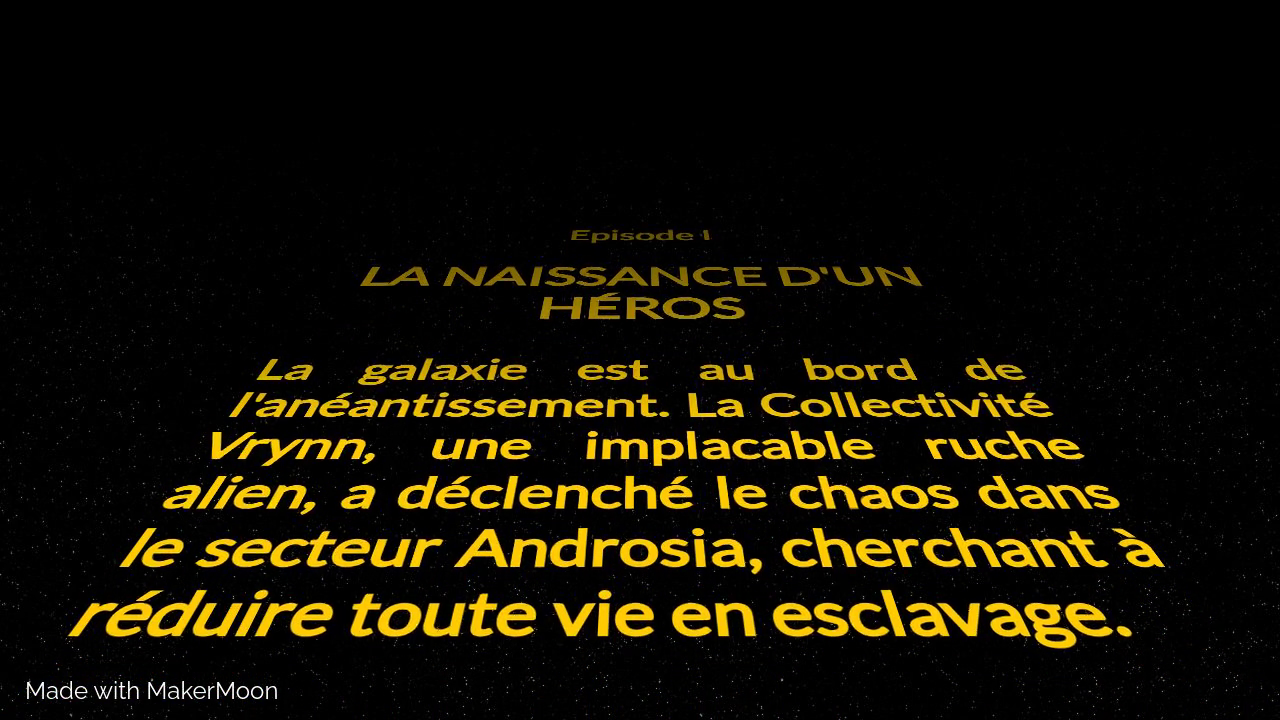 Episode I
LA NAISSANCE D'UN
HÉROS
La galaxie est au bord de
l'anéantissement. La Collectivité
Vrynn, une implacable ruche
alien, a déclenché le chaos dans
le secteur Androsia, cherchant à
réduire toute vie en esclavage.
Made with MakerMoon